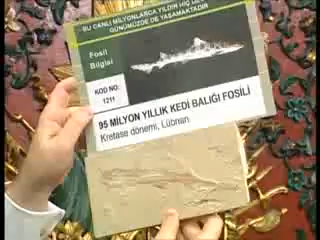 BU CANLI MİLYONLARCA YILDIR HİÇ
GÜNÜMÜZDE DE YAŞAMAKTADIR
Fosil
Bilgisi
KOD NO:
1211
95 MİLYON YILLIK KEDİ BALIĞI FOSİLİ
Kretase dönemi, Lübnan